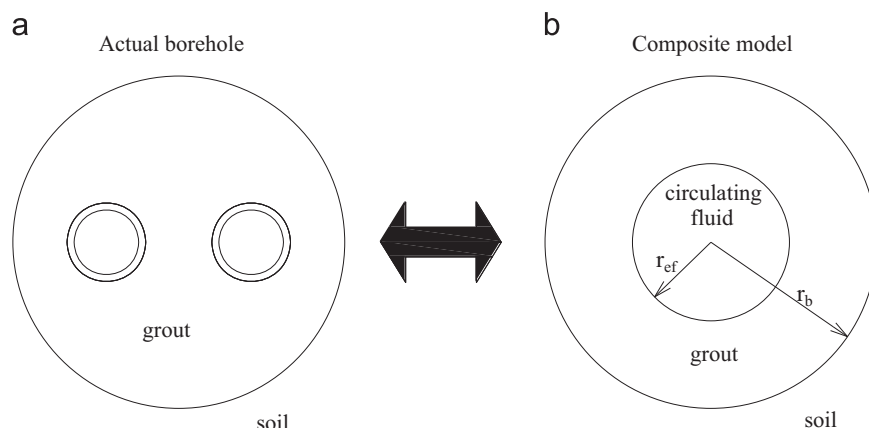 a
Actual borehole
grout
soil
b
Composite model
circulating
fluid
r_ef
r_b
grout
soil